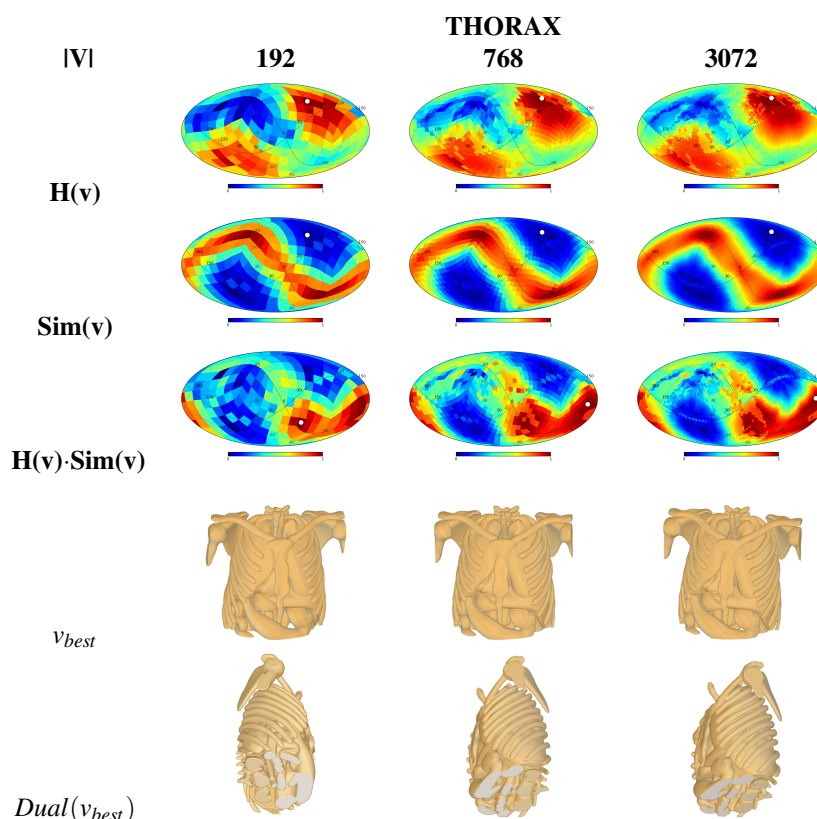 THORAX
|V| 192 768 3072
H(v)
Sim(v)
H(v)·Sim(v)
v_best
Dual(v_best)